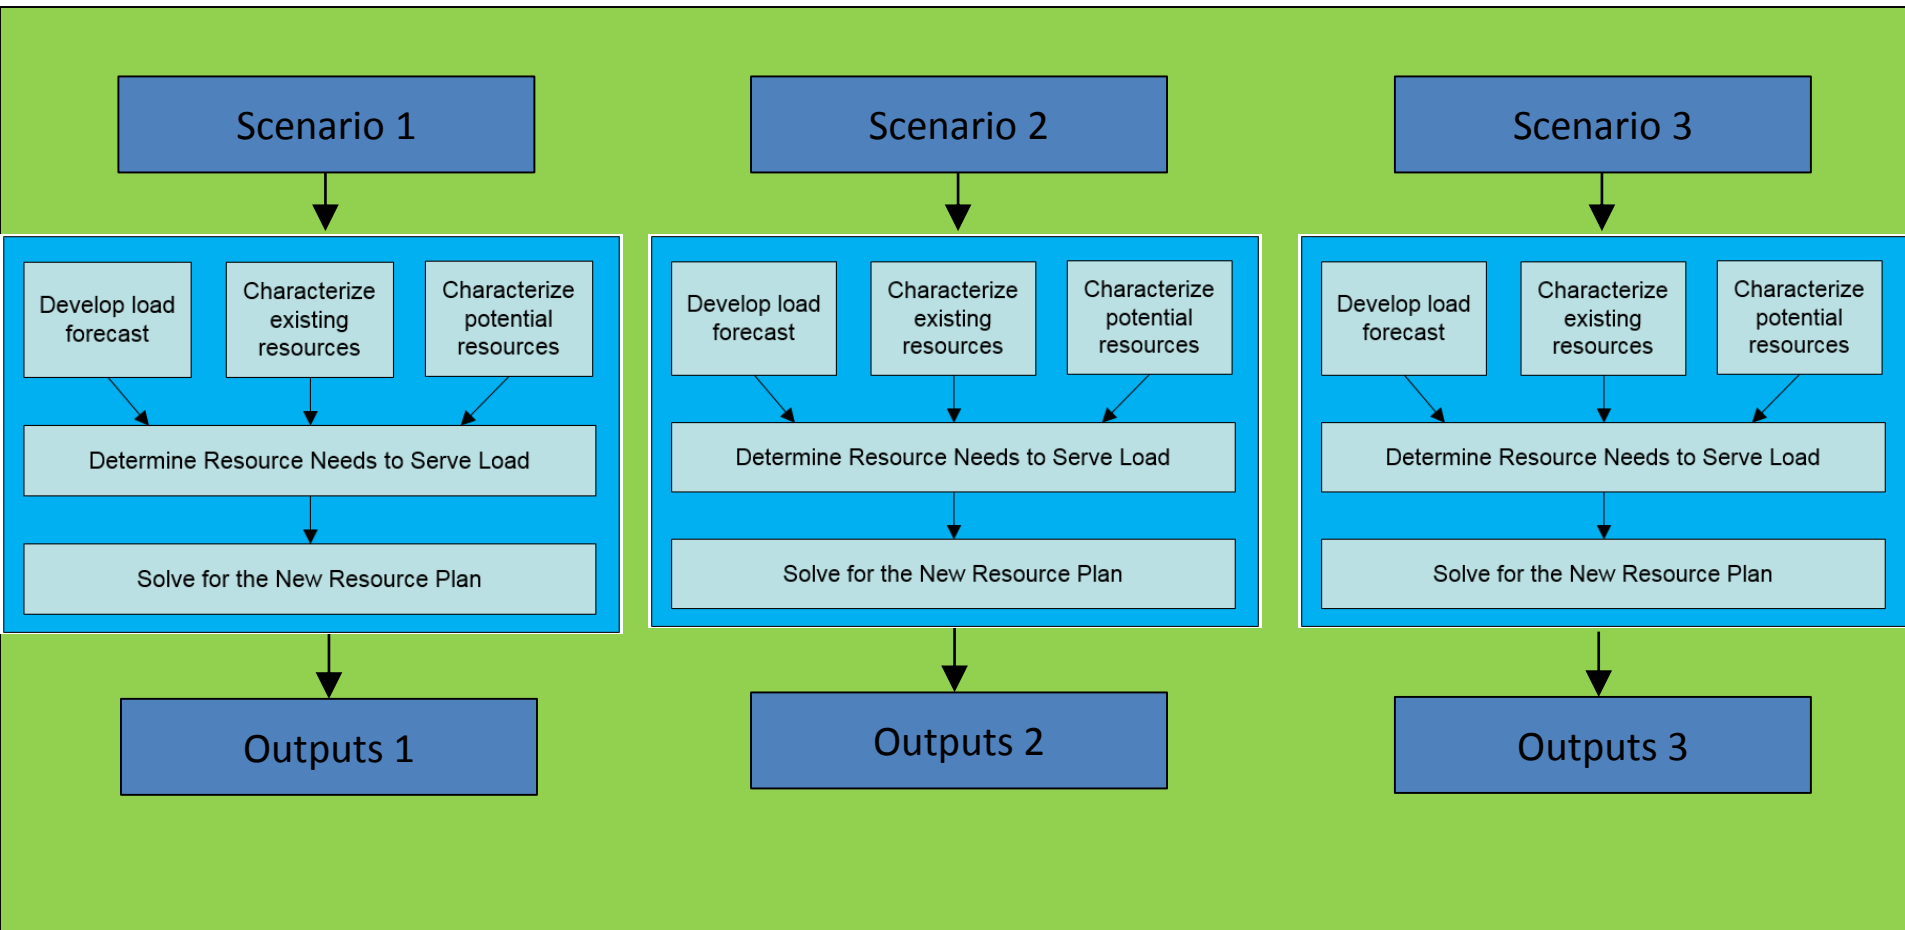 Scenario 1
Scenario 2
Scenario 3
Develop load
forecast
Characterize
existing
resources
Characterize
potential
resources
Determine Resource Needs to Serve Load
Solve for the New Resource Plan
Develop load
forecast
Characterize
existing
resources
Characterize
potential
resources
Determine Resource Needs to Serve Load
Solve for the New Resource Plan
Develop load
forecast
Characterize
existing
resources
Characterize
potential
resources
Determine Resource Needs to Serve Load
Solve for the New Resource Plan
Outputs 1
Outputs 2
Outputs 3